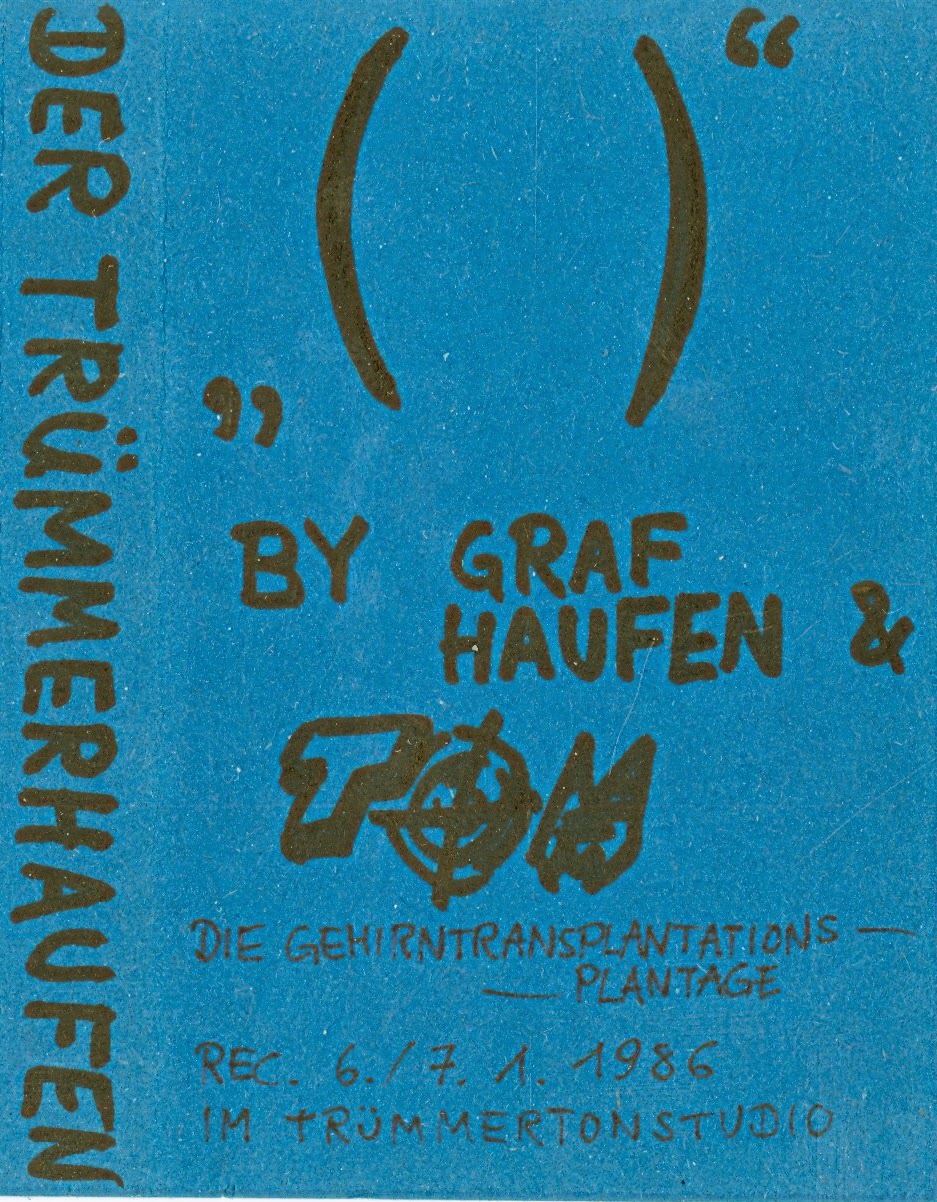 DER TRÜMMERHAUFEN
„ ( ) “
BY GRAF
HAUFEN &
TOM
DIE GEHIRNTRANSPLANTATIONS —
— PLANTAGE
REC. 6./7. 1. 1986
IM TRÜMMERTONSTUDIO